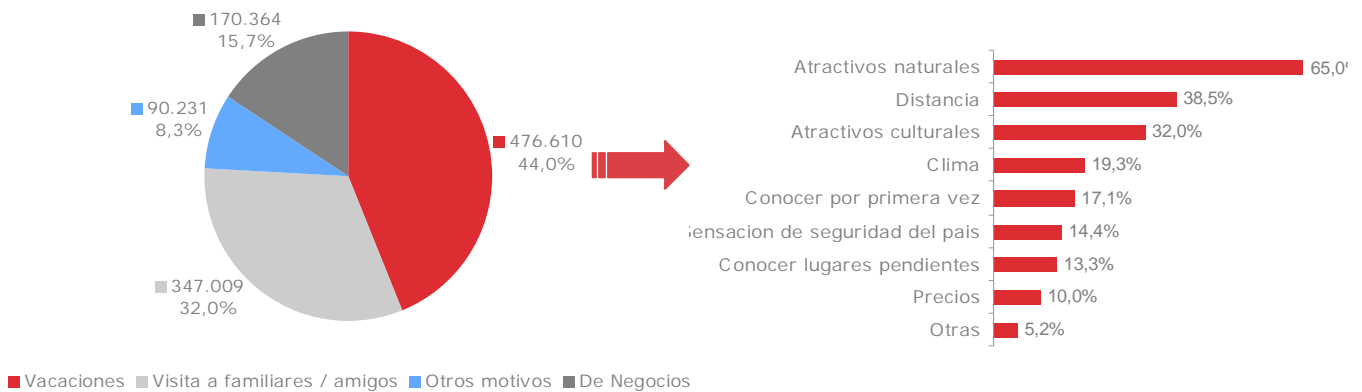 170.364
15,7%
90.231
8,3%
476.610
44,0%
347.009
32,0%
Vacaciones Visita a familiares / amigos Otros motivos De Negocios
Atractivos naturales 65,0%
Distancia 38,5%
Atractivos culturales 32,0%
Clima 19,3%
Conocer por primera vez 17,1%
Sensacion de seguridad del pais 14,4%
Conocer lugares pendientes 13,3%
Precios 10,0%
Otras 5,2%